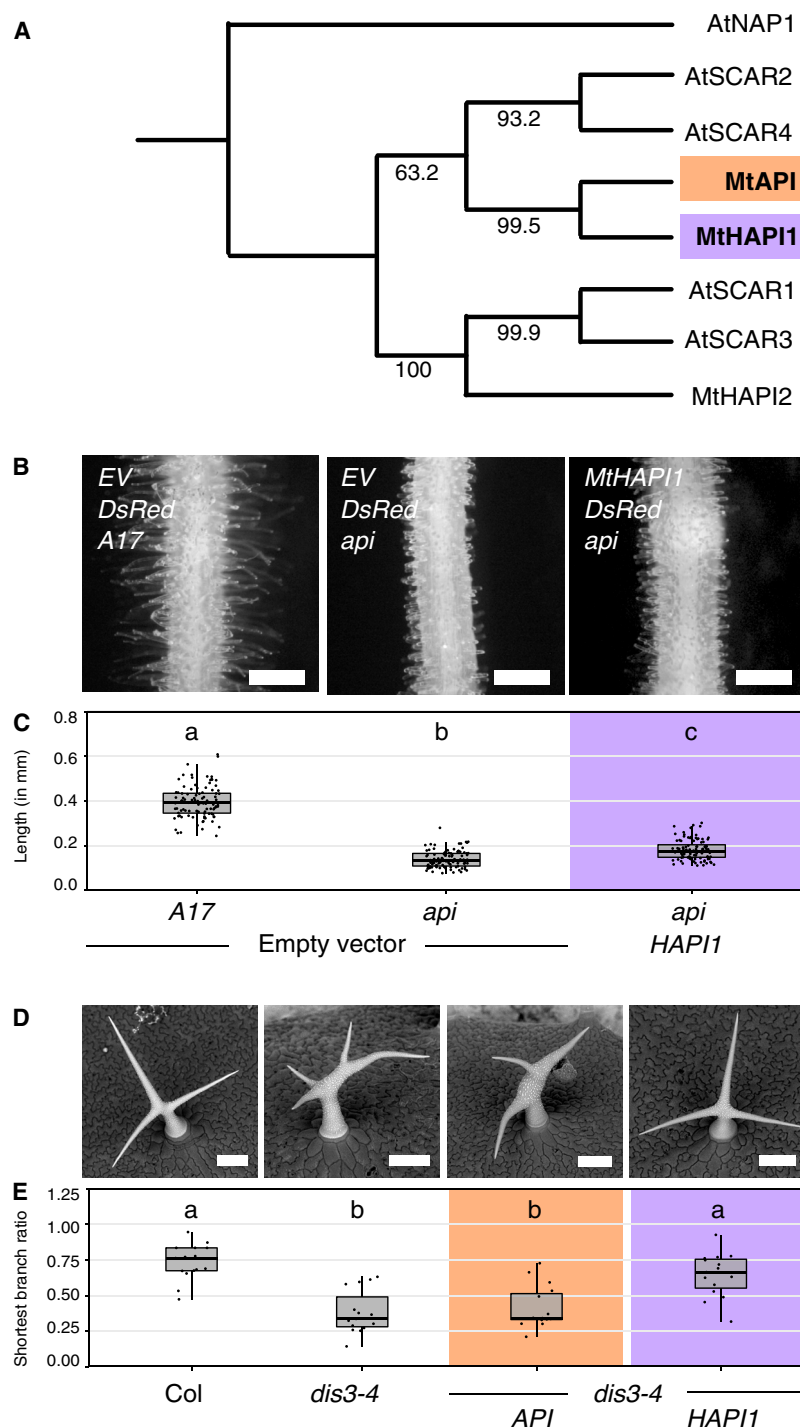 A
AtNAP1
AtSCAR2
93.2
AtSCAR4
63.2
MtAPI
99.5
MtHAPI1
AtSCAR1
99.9
AtSCAR3
100
MtHAPI2
B
EV
DsRed
A17
EV
DsRed
api
MtHAPI1
DsRed
api
C
Length (in mm)
0.8
0.6
0.4
0.2
0.0
a
b
c
A17
api
api
Empty vector
HAPI1
D
E
Shortest branch ratio
1.25
1.00
0.75
0.50
0.25
0.00
a
b
b
a
Col
dis3-4
dis3-4
API
HAPI1